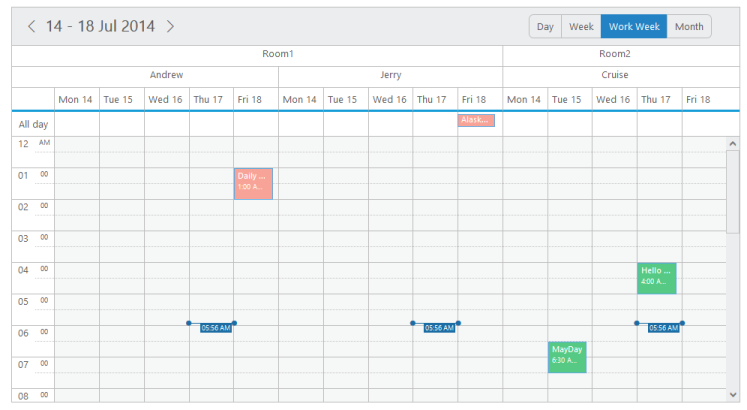 14 - 18 Jul 2014 Day Week Work Week Month
Room1 Room2
Andrew Jerry Cruise
Mon 14 Tue 15 Wed 16 Thu 17 Fri 18 Mon 14 Tue 15 Wed 16 Thu 17 Fri 18 Mon 14 Tue 15 Wed 16 Thu 17 Fri 18
All day Alask...
12 AM
01 00 Daily ...
1:00 A...
02 00
03 00
04 00 Hello ...
4:00 A...
05 00
05:56 AM 05:56 AM 05:56 AM
06 00
MayDay
6:30 A...
07 00
08 00